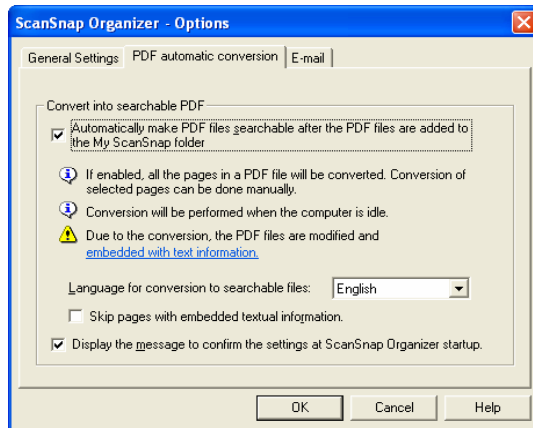 ScanSnap Organizer - Options
General Settings
PDF automatic conversion
E-mail
Convert into searchable PDF
Automatically make PDF files searchable after the PDF files are added to
the My ScanSnap folder
If enabled, all the pages in a PDF file will be converted. Conversion of
selected pages can be done manually.
Conversion will be performed when the computer is idle.
Due to the conversion, the PDF files are modified and
embedded with text information.
Language for conversion to searchable files:
English
Skip pages with embedded textual information.
Display the message to confirm the settings at ScanSnap Organizer startup.
OK
Cancel
Help